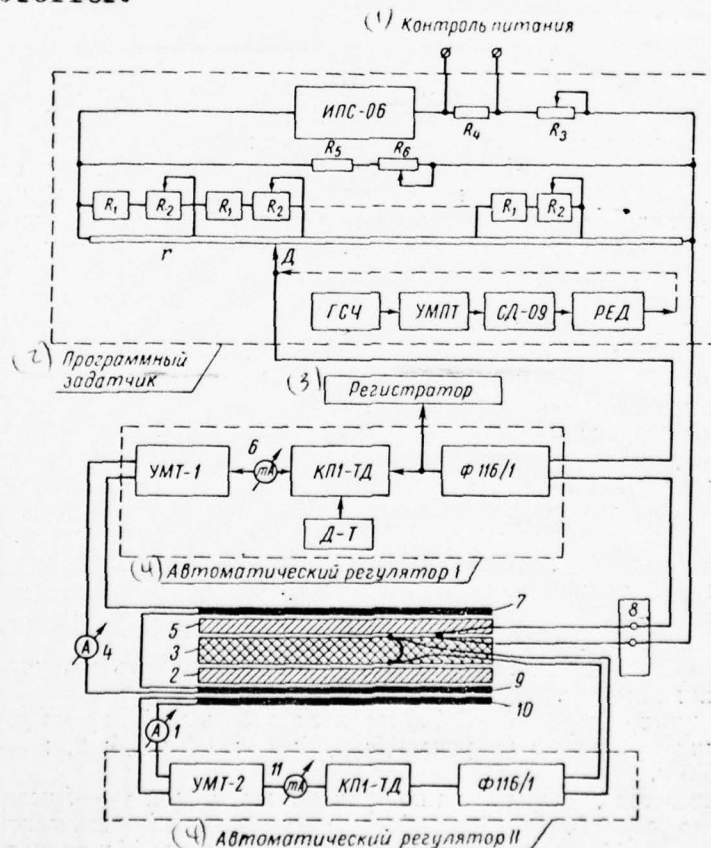 (1) Контроль питания
ИПС-06
R4
R3
R5
R6
R1
R2
R1
R2
R1
R2
r
Д
ГСЧ
УМПТ
СД-09
РЕД
(2) Программный
задатчик
(3)
Регистратор
УМТ-1
6
mA
КП1-ТД
Ф 116/1
Д-Т
(4) Автоматический регулятор I
7
5
8
А
4
3
2
9
10
А
1
УМТ-2
11
mA
КП1-ТД
Ф116/1
(4) Автоматический регулятор II